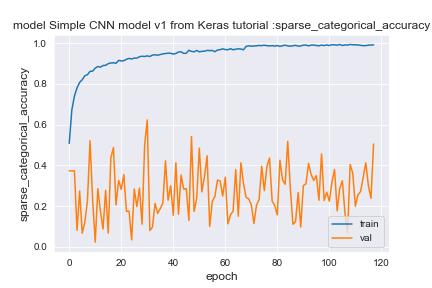 model Simple CNN model v1 from Keras tutorial :sparse_categorical_accuracy
sparse_categorical_accuracy
1.0
0.8
0.6
0.4
0.2
0.0
0
20
40
60
80
100
120
epoch
train
val